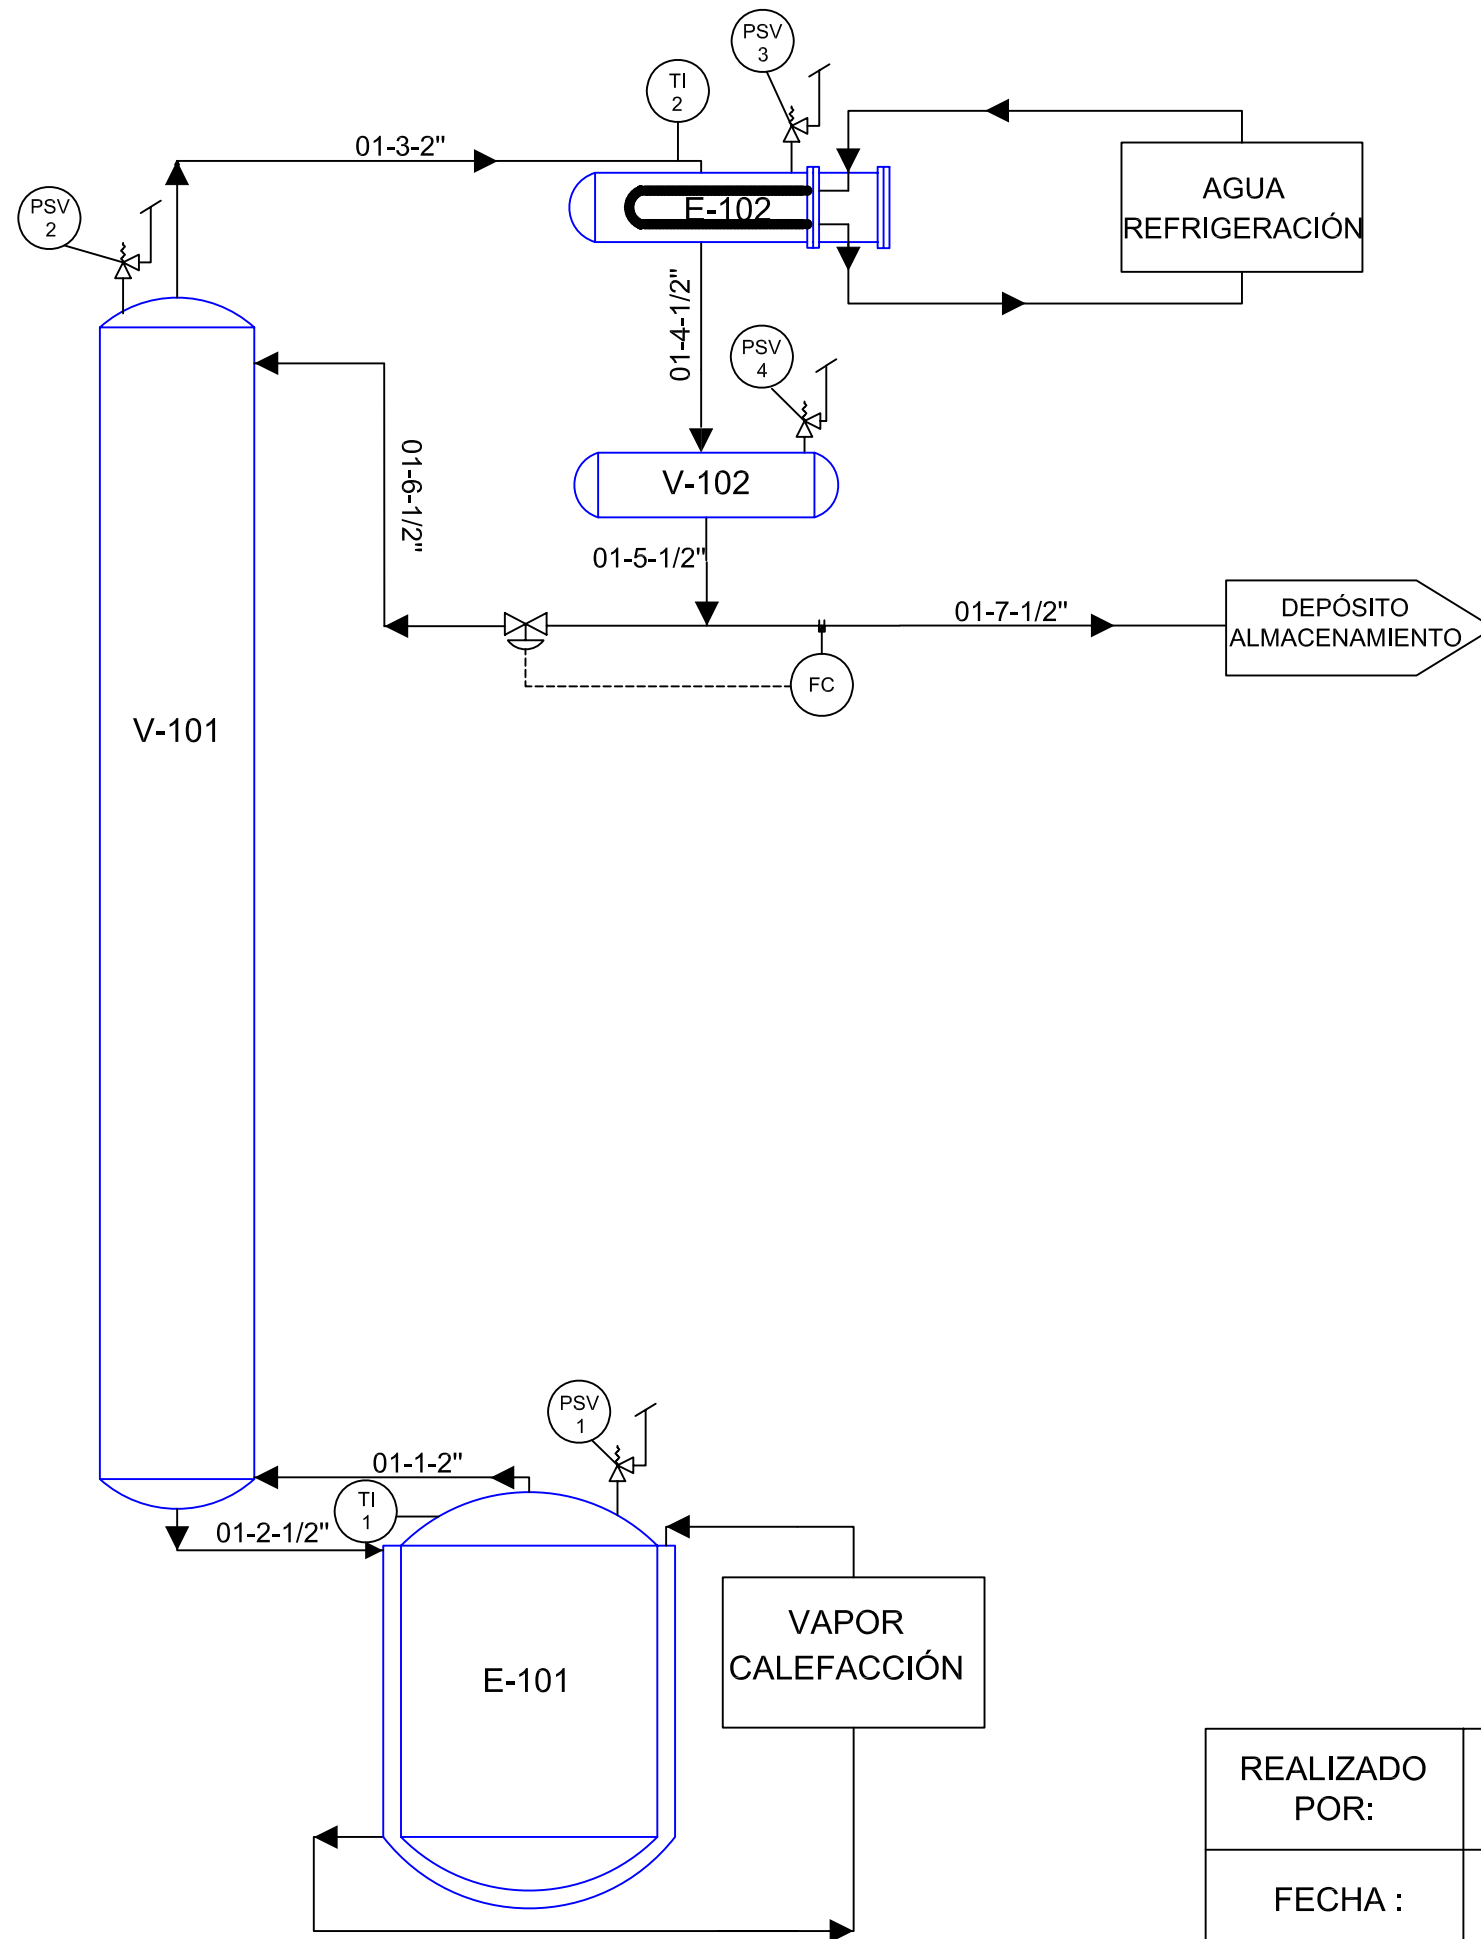 PSV
3
TI
2
01-3-2"
AGUA
REFRIGERACIÓN
PSV
2
E-102
01-4-1/2"
PSV
4
01-6-1/2"
V-102
01-5-1/2"
01-7-1/2"
DEPÓSITO
ALMACENAMIENTO
FC
V-101
PSV
1
01-1-2"
TI
1
01-2-1/2"
VAPOR
CALEFACCIÓN
E-101
REALIZADO
POR:
FECHA :